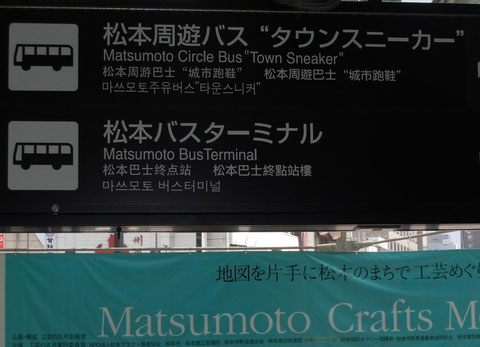 松本周遊バス“タウンスニーカー”
Matsumoto Circle Bus "Town Sneaker"
松本周游巴士“城市跑鞋” 松本周遊巴士“城市跑鞋”
마쓰모토주유버스"타운스니커"
松本バスターミナル
Matsumoto BusTerminal
松本巴士终点站 松本巴士終點站樓
마쓰모토 버스터미널
地図を片手に松本のまちで工芸めぐ
Matsumoto Crafts M